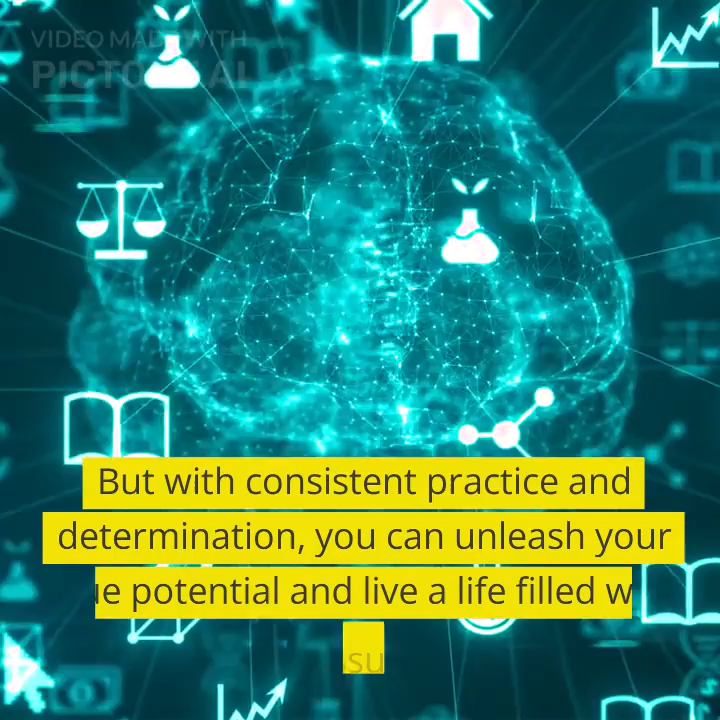 VIDEO MADE WITH
But with consistent practice and
determination, you can unleash your
potential and live a life filled